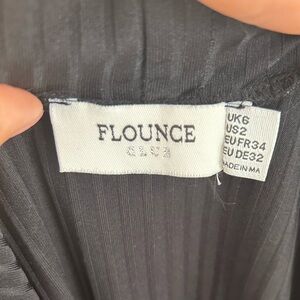 FLOUNCE
CLUB
UK6
US2
EUFR34
EU DE32
MADE IN MA